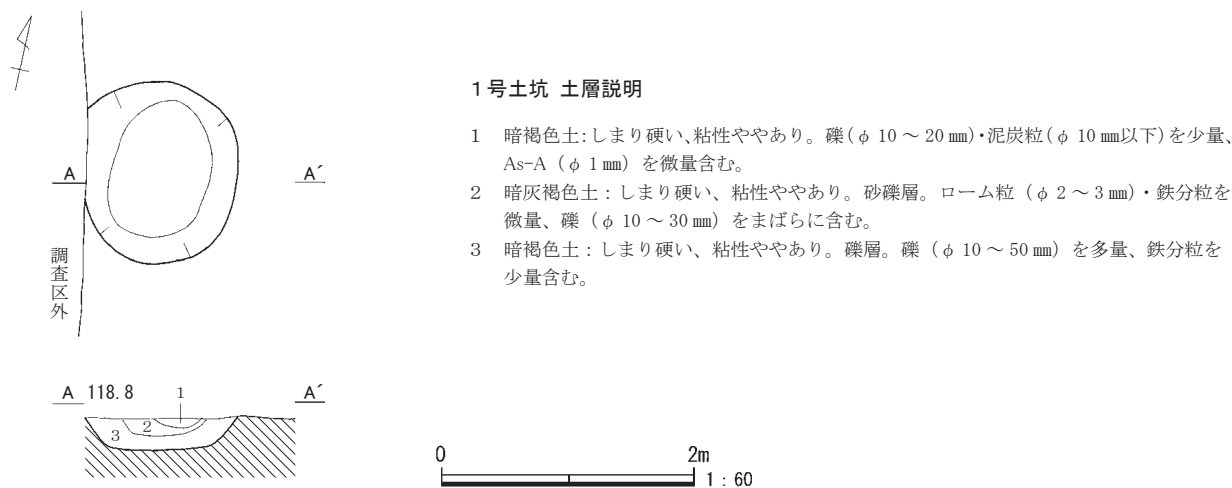 A
A´
調査区外
A 118.8
1
A´
2
3
1号土坑 土層説明
1 暗褐色土:しまり硬い、粘性ややあり。礫(φ 10 ～ 20 ㎜)・泥炭粒(φ 10 ㎜以下)を少量、
As-A (φ 1 ㎜) を微量含む。
2 暗灰褐色土：しまり硬い、粘性ややあり。砂礫層。ローム粒 (φ 2 ～ 3 ㎜)・鉄分粒を
微量、礫 (φ 10 ～ 30 ㎜) をまばらに含む。
3 暗褐色土：しまり硬い、粘性ややあり。礫層。礫 (φ 10 ～ 50 ㎜) を多量、鉄分粒を
少量含む。
0 2m
1 : 60